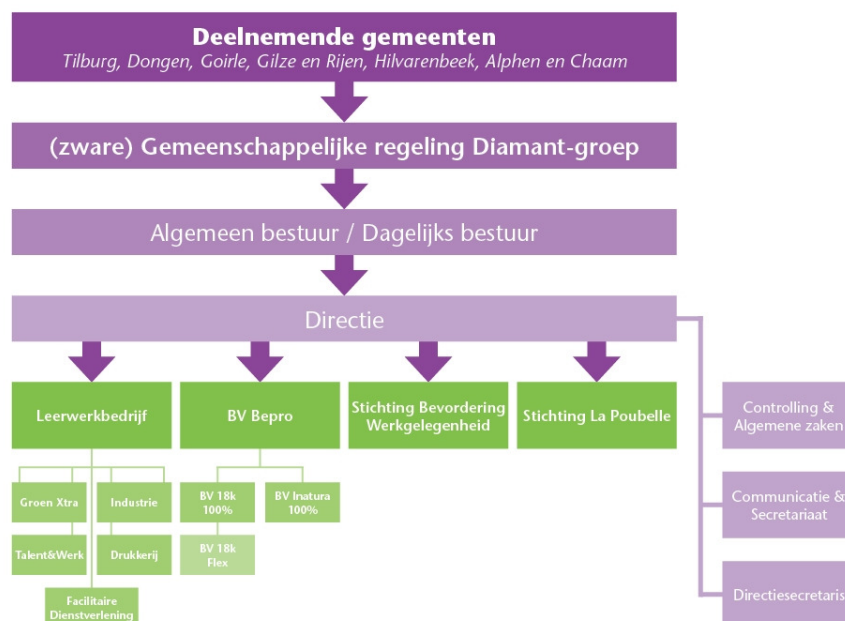 Deelnemende gemeenten
Tilburg, Dongen, Goirle, Gilze en Rijen, Hilvarenbeek, Alphen en Chaam
(zware) Gemeenschappelijke regeling Diamant-groep
Algemeen bestuur / Dagelijks bestuur
Directie
Leerwerkbedrijf
BV Bepro
Stichting Bevordering
Werkgelegenheid
Stichting La Poubelle
Controlling &
Algemene zaken
Groen Xtra
Industrie
BV 18k
100%
BV Inatura
100%
Communicatie &
Secretariaat
Talent&Werk
Drukkerij
BV 18k
Flex
Facilitaire
Dienstverlening
Directiesecretaris